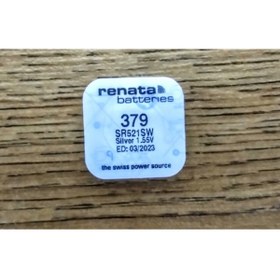 renata
batteries
379
SR521SW
Silver 1.55V
ED: 03/2023
the swiss power source